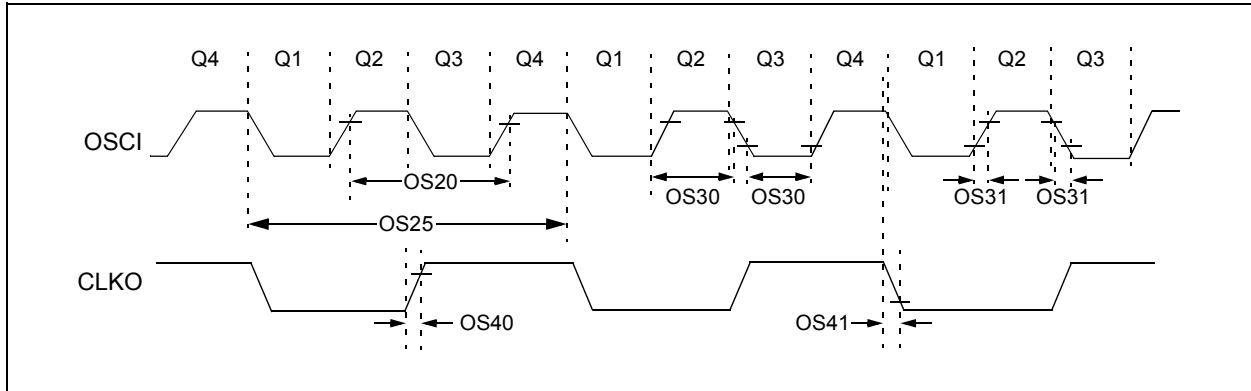 Q4 Q1 Q2 Q3 Q4 Q1 Q2 Q3 Q4 Q1 Q2 Q3
OSCI
OS20
OS30 OS30
OS31 OS31
OS25
CLKO
OS40
OS41